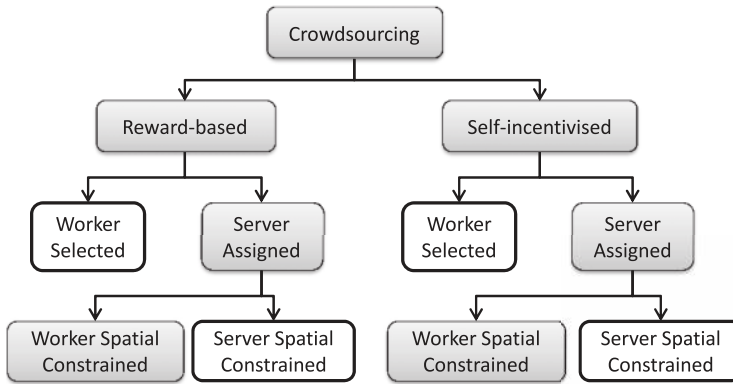 Crowdsourcing
Reward-based
Self-incentivised
Worker
Selected
Server
Assigned
Worker
Selected
Server
Assigned
Worker Spatial
Constrained
Server Spatial
Constrained
Worker Spatial
Constrained
Server Spatial
Constrained